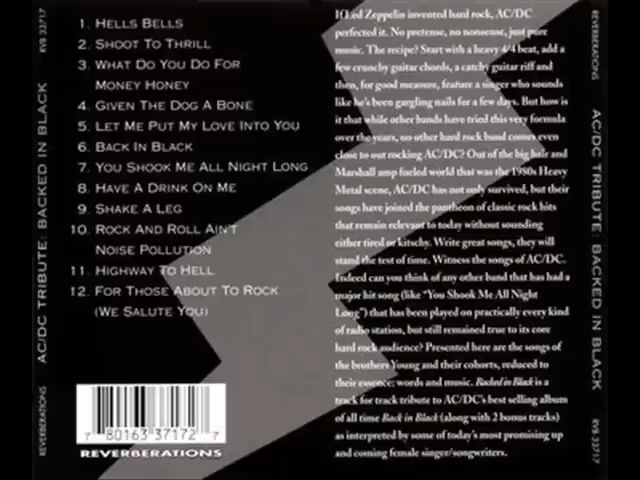 REVERBERATIONS AC/DC TRIBUTE: BACKED IN BLACK RVB 33717
1. HELLS BELLS
2. SHOOT TO THRILL
3. WHAT DO YOU DO FOR
MONEY HONEY
4. GIVEN THE DOG A BONE
5. LET ME PUT MY LOVE INTO YOU
6. BACK IN BLACK
7. YOU SHOOK ME ALL NIGHT LONG
8. HAVE A DRINK ON ME
9. SHAKE A LEG
10. ROCK AND ROLL AIN'T
NOISE POLLUTION
11. HIGHWAY TO HELL
12. FOR THOSE ABOUT TO ROCK
(WE SALUTE YOU)
7 80163 37172 7
REVERBERATIONS
If Led Zeppelin invented hard rock, AC/DC
perfected it. No pretense, no nonsense, just pure
music. The recipe? Start with a heavy 4/4 beat, add a
few crunchy guitar chords, a catchy guitar riff and
then, for good measure, feature a singer who sounds
like he's been gargling nails for a few days. But how is
it that while other bands have tried this very formula
over the years, no other hard rock band comes even
close to out rocking AC/DC? Out of the big hair and
Marshall amp fueled world that was the 1980s Heavy
Metal scene, AC/DC has not only survived, but their
songs have joined the pantheon of classic rock hits
that remain relevant to today without sounding
either tired or kitschy. Write great songs, they will
stand the test of time. Witness the songs of AC/DC.
Indeed can you think of any other band that has had a
major hit song (like "You Shook Me All Night
Long") that has been played on practically every kind
of radio station, but still remained true to its core
hard rock audience? Presented here are the songs of
the brothers Young and their cohorts, reduced to
their essence: words and music. Backed in Black is a
track for track tribute to AC/DC's best selling album
of all time Back in Black (along with 2 bonus tracks)
as interpreted by some of today's most promising up
and coming female singer/songwriters.
REVERBERATIONS AC/DC TRIBUTE: BACKED IN BLACK RVB 33717